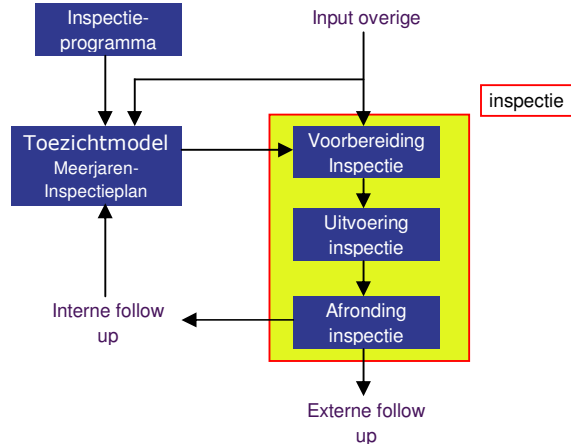 Inspectie-
programma
Input overige
inspectie
Toezichtmodel
Meerjaren-
Inspectieplan
Voorbereiding
Inspectie
Uitvoering
inspectie
Afronding
inspectie
Interne follow
up
Externe follow
up